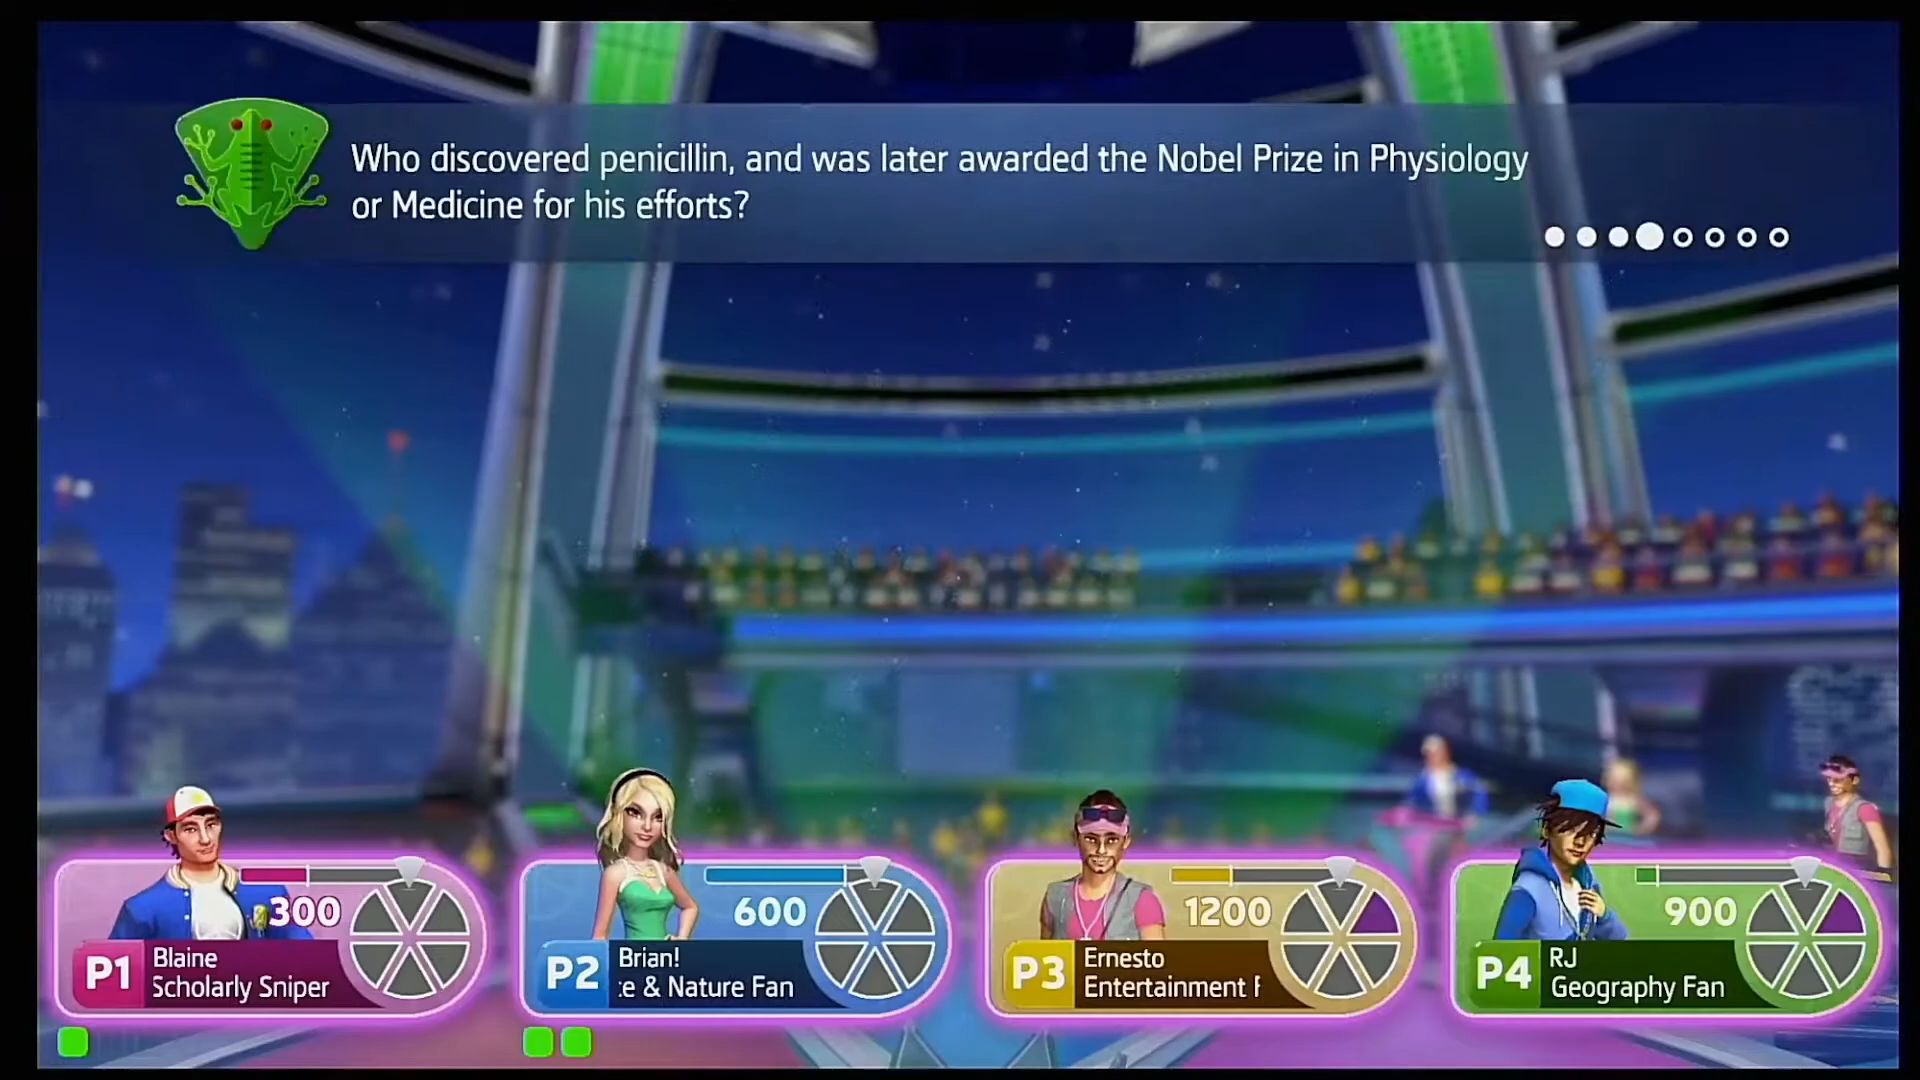 Who discovered penicillin, and was later awarded the Nobel Prize in Physiology
or Medicine for his efforts?
300
P1
Blaine
Scholarly Sniper
600
P2
Brian!
e & Nature Fan
1200
P3
Ernesto
Entertainment
900
P4
RJ
Geography Fan